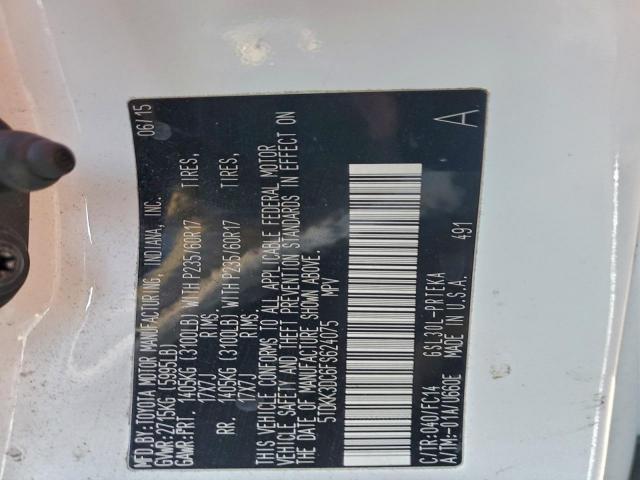 MFD.BY:TOYOTA MOTOR MANUFACTURING, INDIANA, INC. 06/15
GVWR:2715KG (5995LB)
GAWR:FRT. 1405KG (3100LB) WITH P235/60R17 TIRES,
17X7J RIMS,
RR. 1405KG (3100LB) WITH P235/60R17 TIRES,
17X7J RIMS,
THIS VEHICLE CONFORMS TO ALL APPLICABLE FEDERAL MOTOR
VEHICLE SAFETY AND THEFT PREVENTION STANDARDS IN EFFECT ON
THE DATE OF MANUFACTURE SHOWN ABOVE.
5TDKK3DC6FS624075 MPV
C/TR:040/FC14 GSL30L-PRTEKA A
A/TM:-01A/U660E MADE IN U.S.A. 491